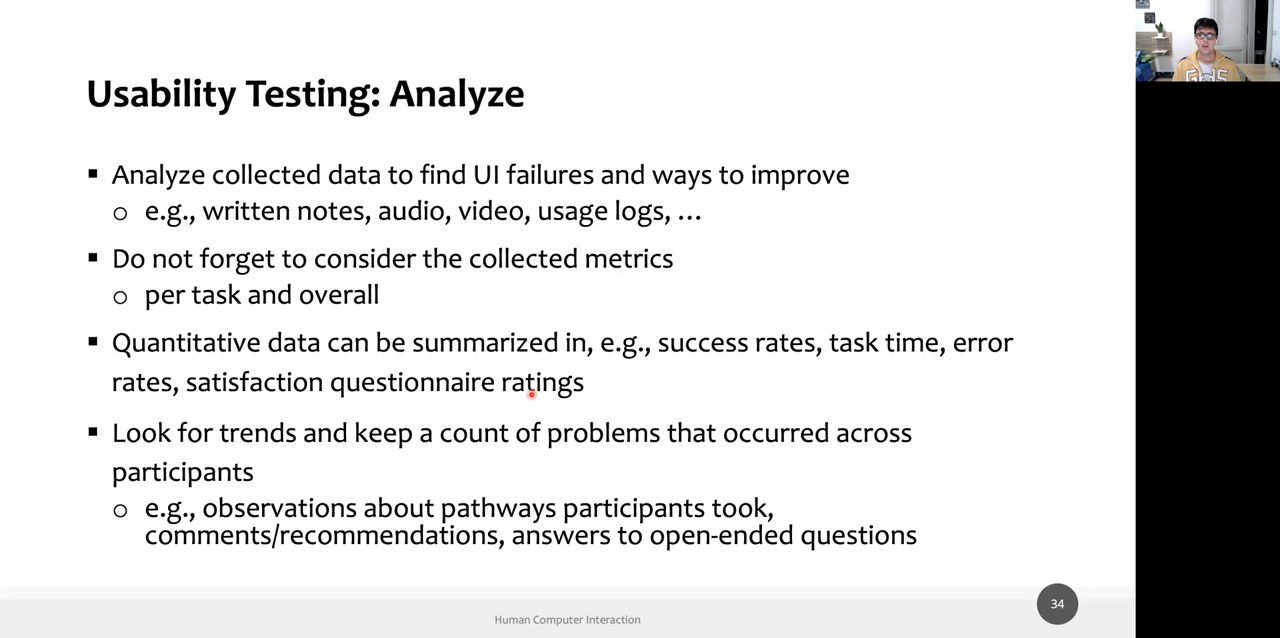 Usability Testing: Analyze
▪ Analyze collected data to find UI failures and ways to improve
o e.g., written notes, audio, video, usage logs, …
▪ Do not forget to consider the collected metrics
o per task and overall
▪ Quantitative data can be summarized in, e.g., success rates, task time, error
rates, satisfaction questionnaire ratings
▪ Look for trends and keep a count of problems that occurred across
participants
o e.g., observations about pathways participants took,
comments/recommendations, answers to open-ended questions
Human Computer Interaction
34